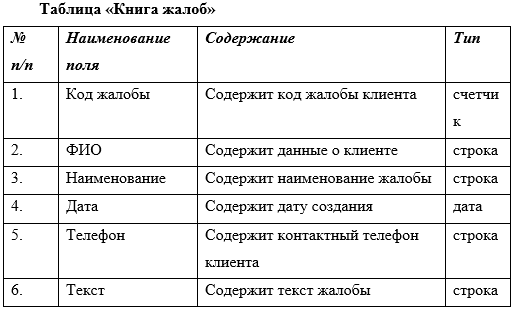 Таблица «Книга жалоб»
№ п/п Наименование поля Содержание Тип
1. Код жалобы Содержит код жалобы клиента счетчик
2. ФИО Содержит данные о клиенте строка
3. Наименование Содержит наименование жалобы строка
4. Дата Содержит дату создания дата
5. Телефон Содержит контактный телефон клиента строка
6. Текст Содержит текст жалобы строка